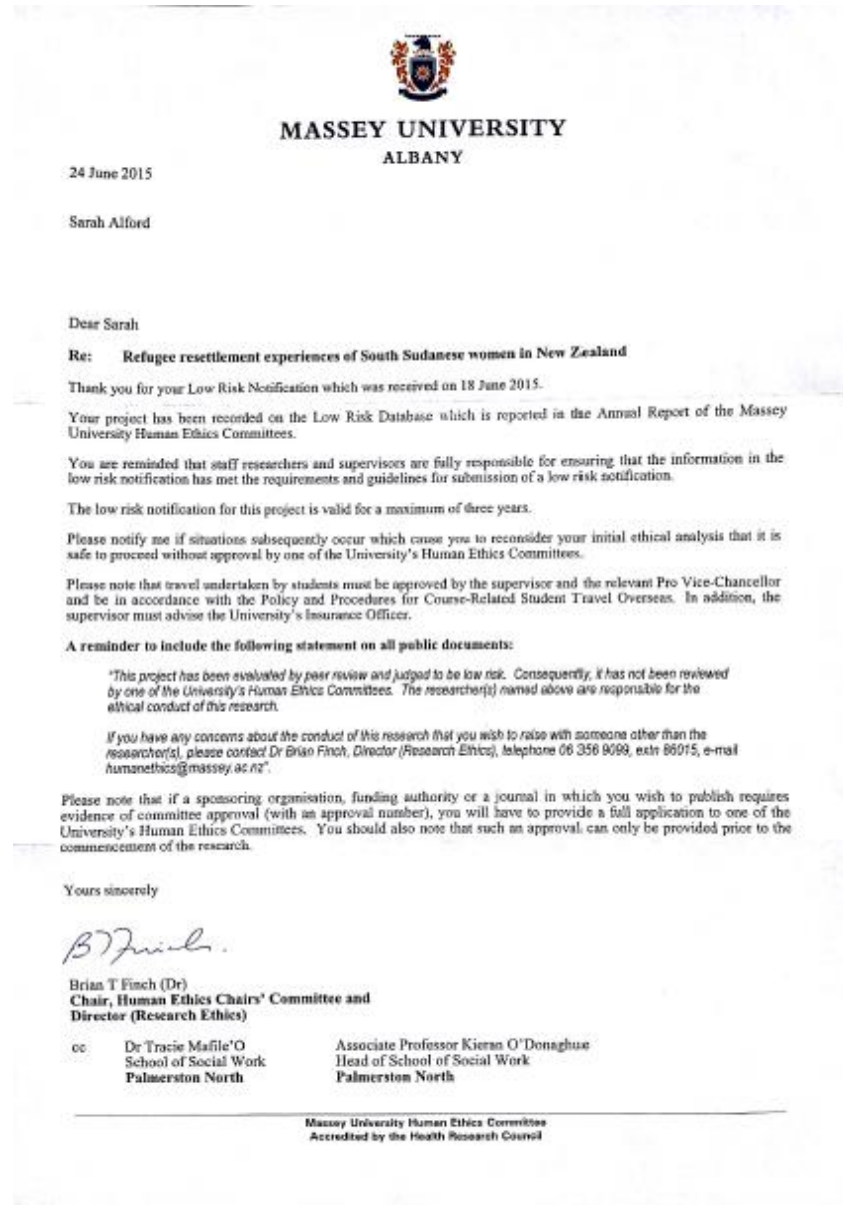 MASSEY UNIVERSITY
ALBANY
24 June 2015
Sarah Alford
Dear Sarah
Re: Refugee resettlement experiences of South Sudanese women in New Zealand
Thank you for your Low Risk Notification which was received on 18 June 2015.
Your project has been recorded on the Low Risk Database which is reported in the Annual Report of the Massey
University Human Ethics Committees.
You are reminded that staff researchers and supervisors are fully responsible for ensuring that the information in the
low risk notification has met the requirements and guidelines for submission of a low risk notification.
The low risk notification for this project is valid for a maximum of three years.
Please notify me if situations subsequently occur which cause you to reconsider your initial ethical analysis that it is
safe to proceed without approval by one of the University's Human Ethics Committees.
Please note that travel undertaken by students must be approved by the supervisor and the relevant Pro Vice-Chancellor
and be in accordance with the Policy and Procedures for Course-Related Student Travel Overseas. In addition, the
supervisor must advise the University's Insurance Officer.
A reminder to include the following statement on all public documents:
"This project has been evaluated by peer review and judged to be low risk. Consequently, it has not been reviewed
by one of the University's Human Ethics Committees. The researcher(s) named above are responsible for the
ethical conduct of this research.
If you have any concerns about the conduct of this research that you wish to raise with someone other than the
researcher(s), please contact Dr Brian Finch, Director (Research Ethics), telephone 06 356 9099, extn 86015, e-mail
humanethics@massey.ac.nz".
Please note that if a sponsoring organisation, funding authority or a journal in which you wish to publish requires
evidence of committee approval (with an approval number), you will have to provide a full application to one of the
University's Human Ethics Committees. You should also note that such an approval can only be provided prior to the
commencement of the research.
Yours sincerely
B T Finch.
Brian T Finch (Dr)
Chair, Human Ethics Chairs' Committee and
Director (Research Ethics)
cc Dr Tracie Mafile'O Associate Professor Kieran O'Donaghue
School of Social Work Head of School of Social Work
Palmerston North Palmerston North
Massey University Human Ethics Committee
Accredited by the Health Research Council